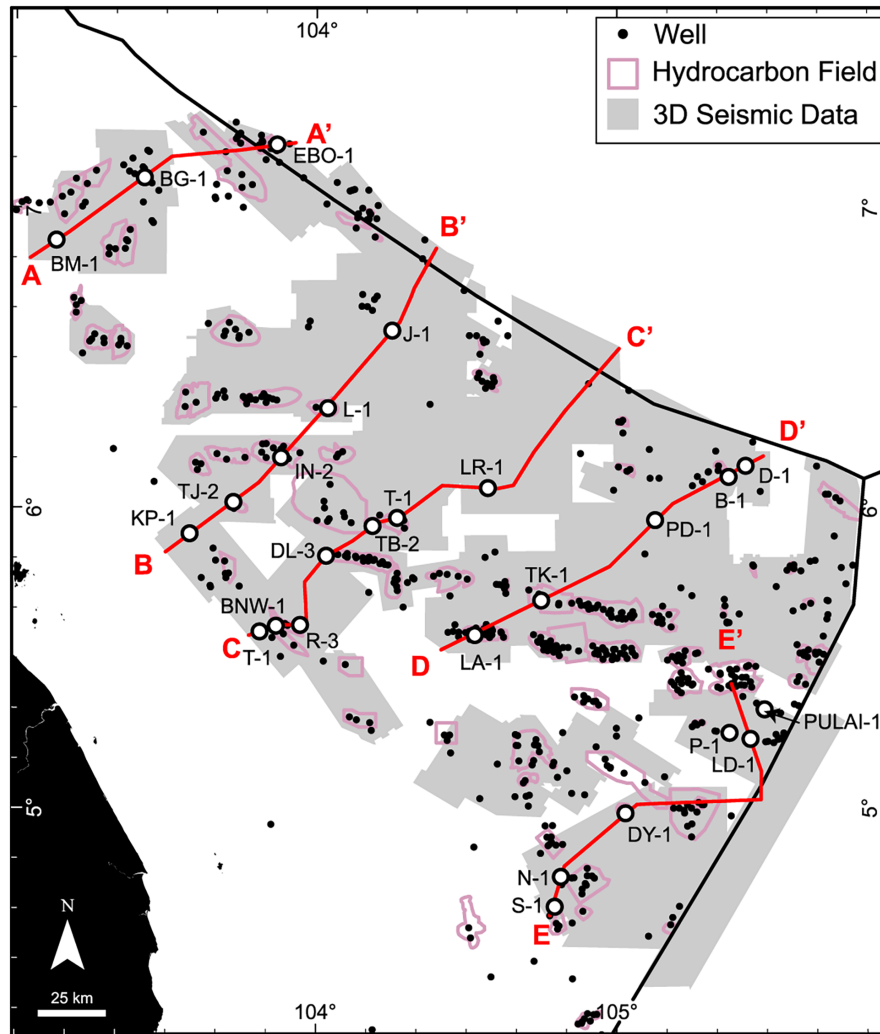 104°
Well
Hydrocarbon Field
3D Seismic Data
A'
EBO-1
BG-1
7°
7°
B'
A
BM-1
J-1
C'
L-1
D'
IN-2
LR-1
D-1
TJ-2
T-1
B-1
6°
6°
KP-1
TB-2
PD-1
B
DL-3
TK-1
BNW-1
E'
C
R-3
D
T-1
LA-1
PULAI-1
P-1
LD-1
5°
5°
DY-1
N-1
S-1
N
E
25 km
104°
105°